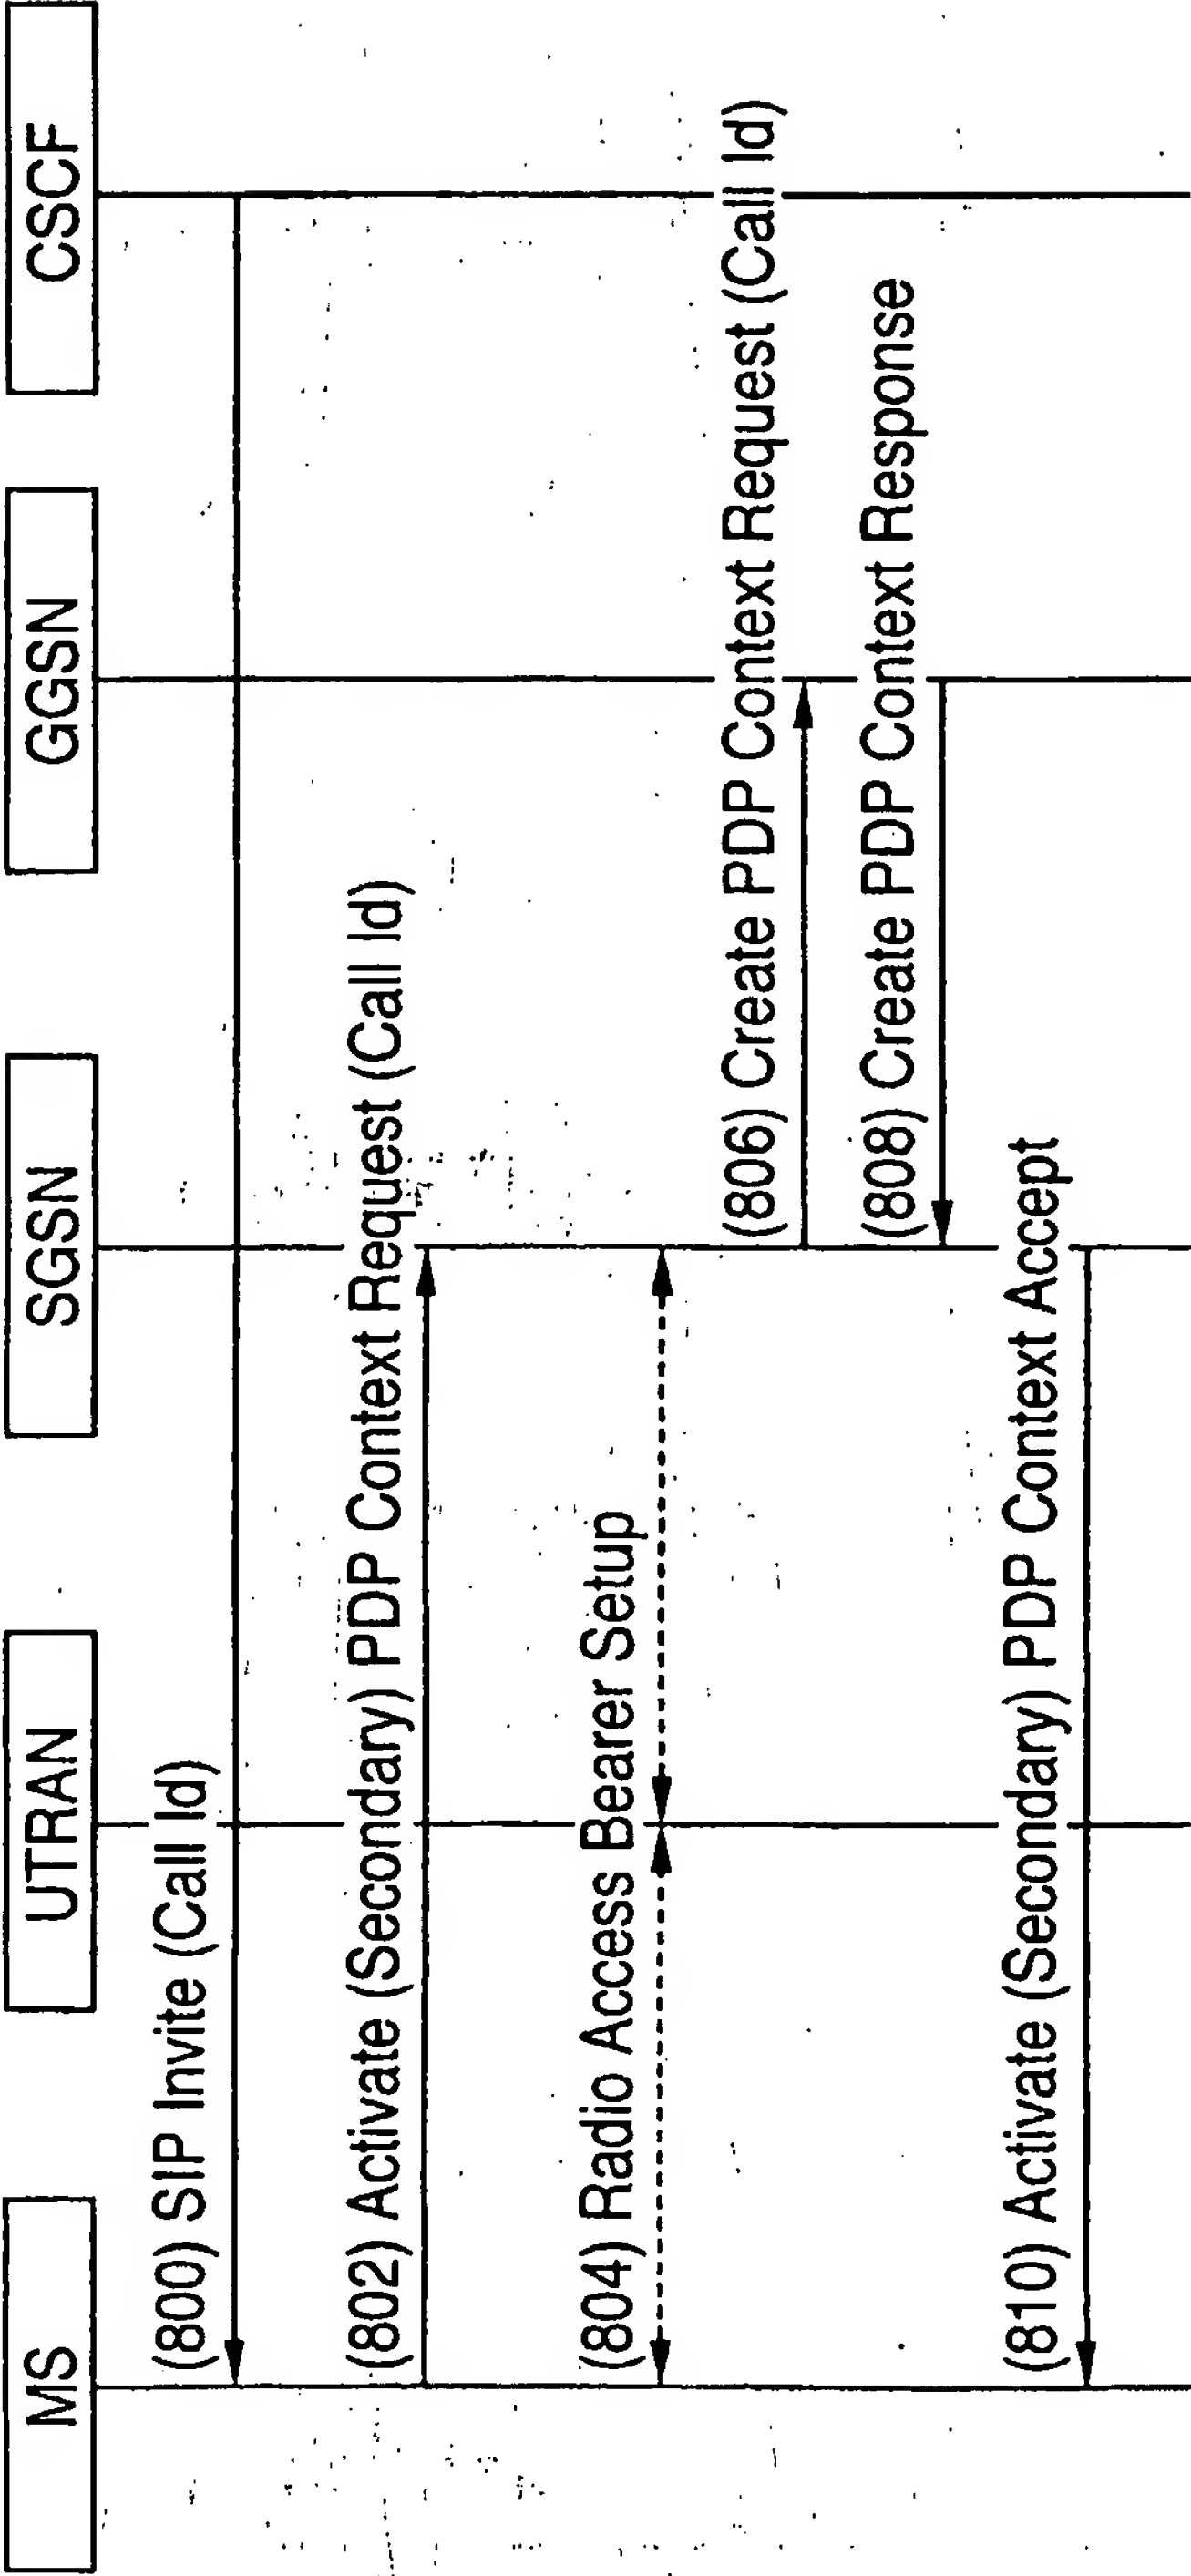 MS
UTRAN
SGSN
GGSN
CSCF
(800) SIP Invite (Call Id)
(802) Activate (Secondary) PDP Context Request (Call Id)
(804) Radio Access Bearer Setup
(806) Create PDP Context Request (Call Id)
(808) Create PDP Context Response
(810) Activate (Secondary) PDP Context Accept